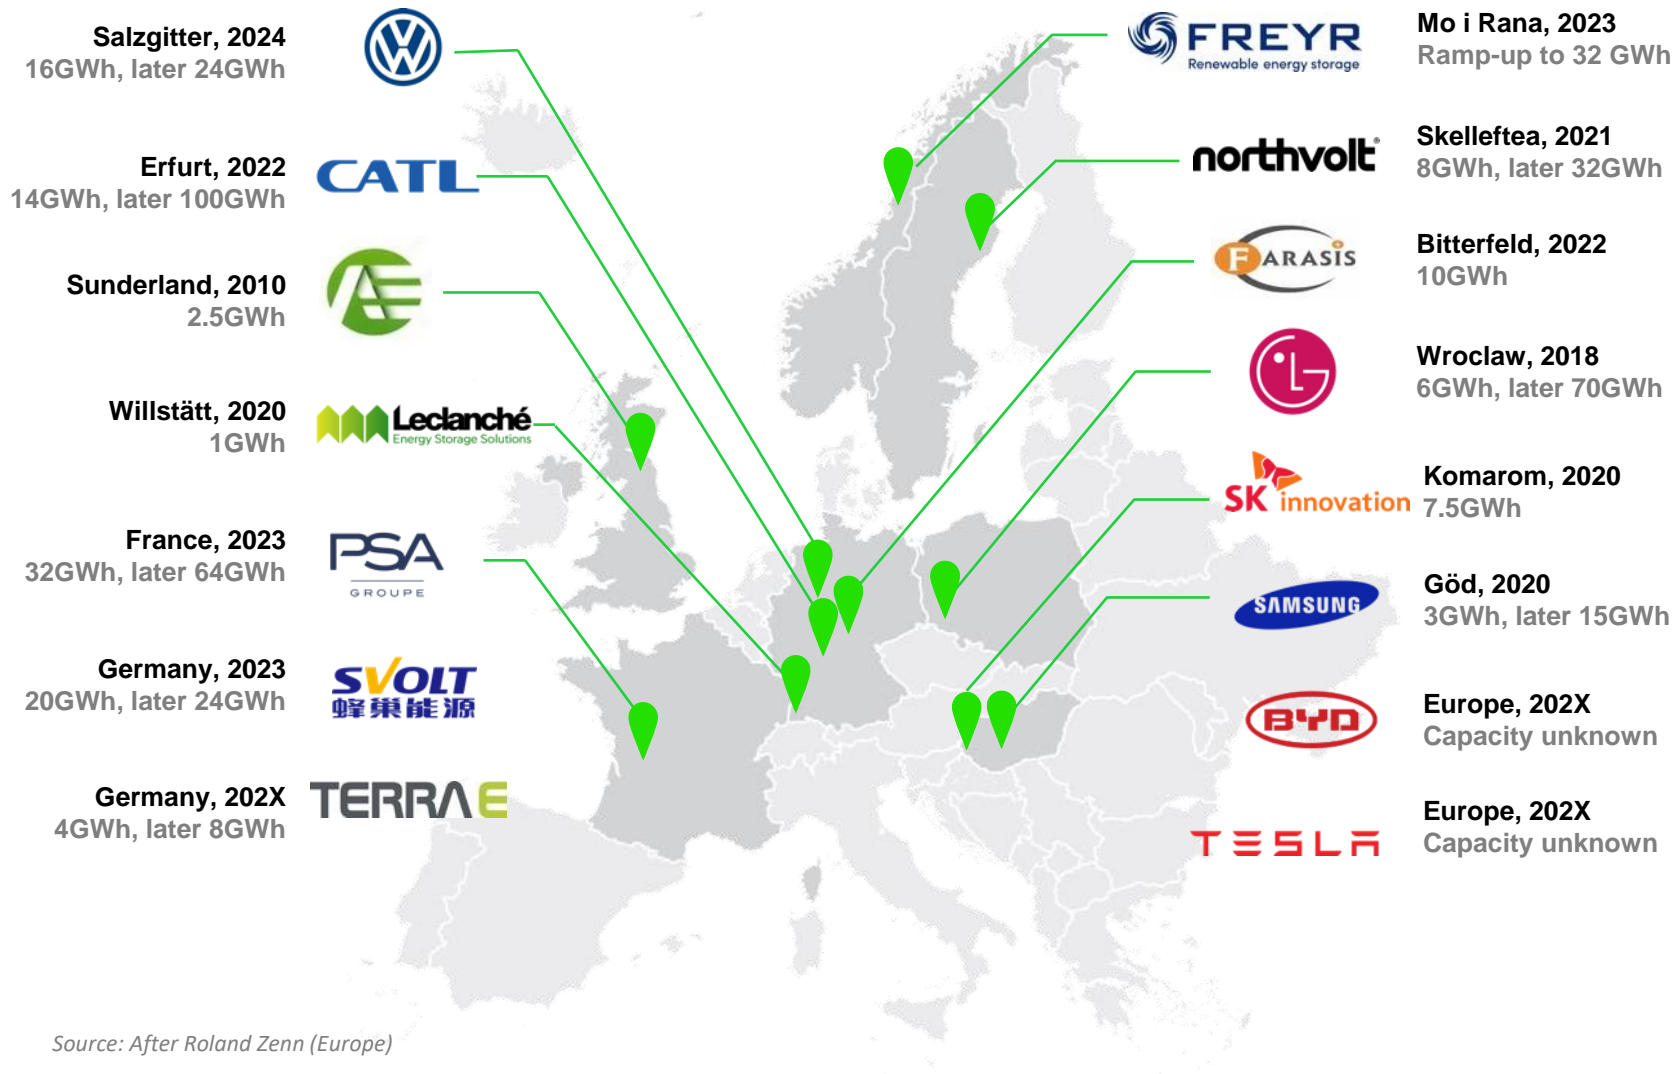 Salzgitter, 2024
16GWh, later 24GWh
Erfurt, 2022
14GWh, later 100GWh
CATL
Sunderland, 2010
2.5GWh
AE
Willstätt, 2020
1GWh
Leclanché
Energy Storage Solutions
France, 2023
32GWh, later 64GWh
PSA
GROUPE
Germany, 2023
20GWh, later 24GWh
SVOLT
蜂巢能源
Germany, 202X
4GWh, later 8GWh
TERRA E
FREYR
Renewable energy storage
Mo i Rana, 2023
Ramp-up to 32 GWh
northvolt
Skelleftea, 2021
8GWh, later 32GWh
FARASIS
Bitterfeld, 2022
10GWh
LG
Wroclaw, 2018
6GWh, later 70GWh
SK innovation
Komarom, 2020
7.5GWh
SAMSUNG
Göd, 2020
3GWh, later 15GWh
BYD
Europe, 202X
Capacity unknown
TESLA
Europe, 202X
Capacity unknown
Source: After Roland Zenn (Europe)